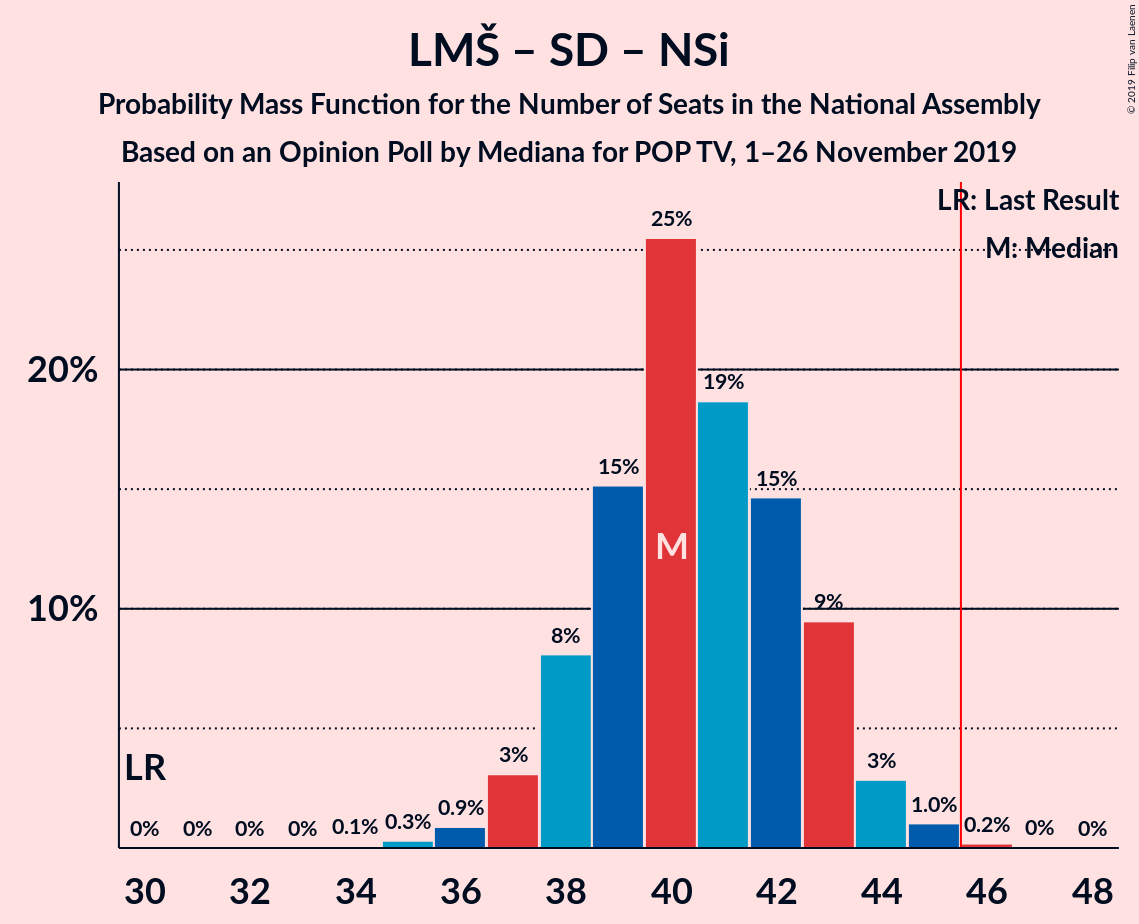 LMŠ – SD – NSi
Probability Mass Function for the Number of Seats in the National Assembly
Based on an Opinion Poll by Mediana for POP TV, 1–26 November 2019
© 2019 Filip van Laenen
LR: Last Result
M: Median
25%
20%
19%
15%
15%
M
10%
9%
8%
LR
3%
3%
0%
0%
0%
0%
0.1%
0.3%
0.9%
1.0%
0.2%
0%
0%
30 32 34 36 38 40 42 44 46 48